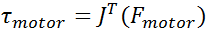 τ_motor = J^T(F_motor)